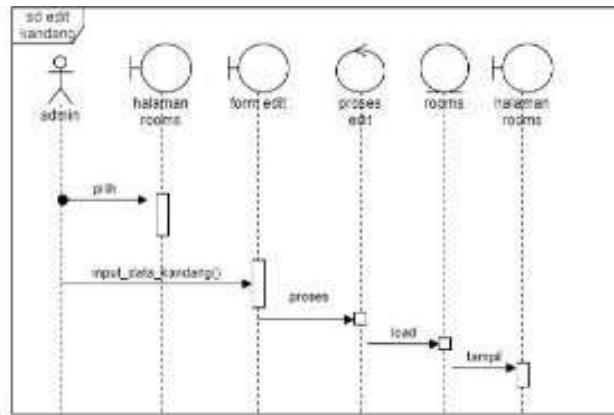 sd edit
kandang
admin
halaman
rooms
form edit
proses
edit
rooms
halaman
rooms
pilih
input_data_kandang()
proses
load
tampil